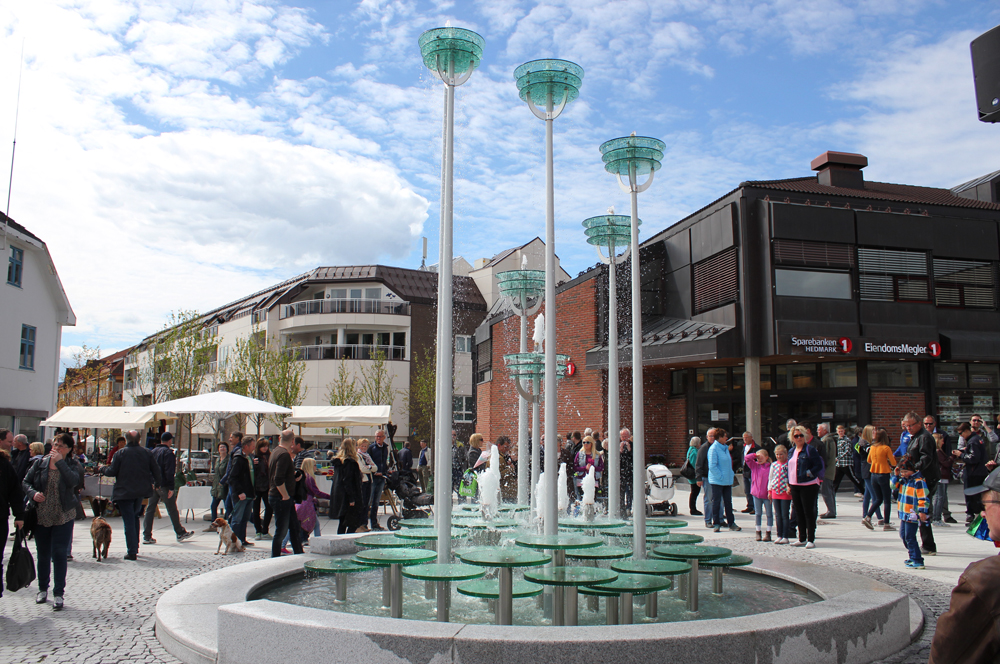 Sparebanken 1
HEDMARK
EiendomsMegler 1